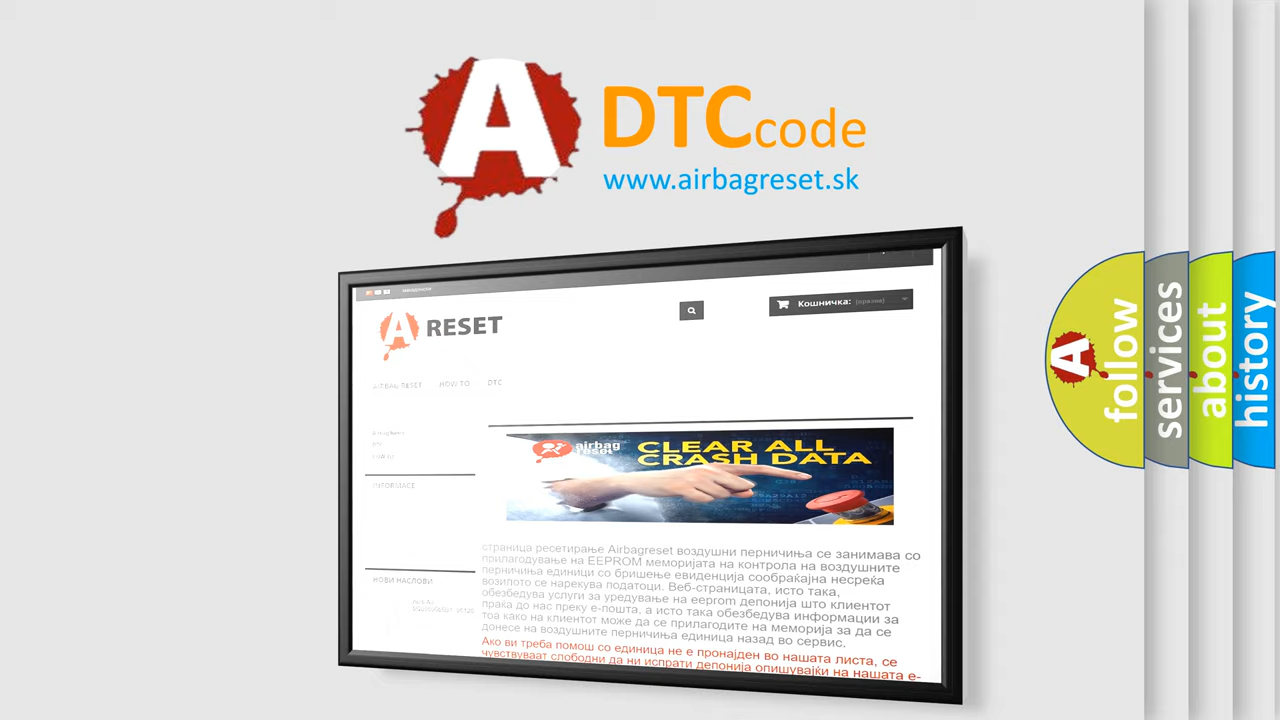 A
DTCcode
www.airbagreset.sk
A RESET
Кошничка: (празна)
AIRBAG RESET HOW TO DTC
INFORMACE
НОВИ НАСЛОВИ
airbag reset
CLEAR ALL
CRASH DATA
страница ресетирање Airbagreset воздушни перничиња се занимава со
прилагодување на EEPROM меморијата на контрола на воздушните
перничиња единици со бришење евиденција сообраќајна несреќа
возилото се нарекува податоци. Веб-страницата, исто така,
обезбедува услуги за уредување на eeprom депонија што клиентот
праќа до нас преку е-пошта, а исто така обезбедува информации за
тоа како на клиентот може да се прилагодите на меморија за да се
донесе на воздушните перничиња единица назад во сервис.
Ако ви треба помош со единица не е пронајден во нашата листа, се
чувствуваат слободни да ни испрати депонија опишувајќи на нашата е-
A
follow
services
about
history